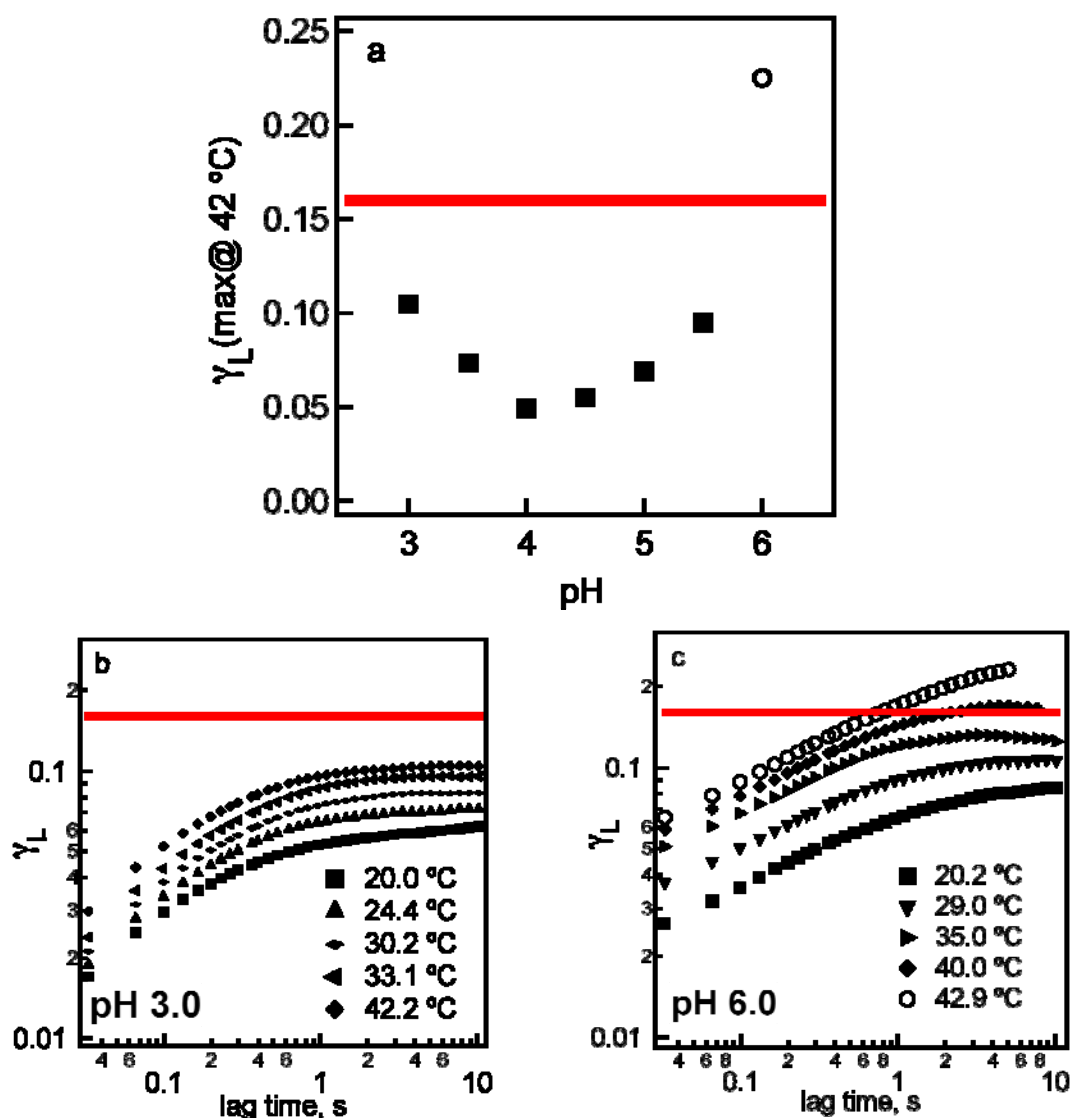 a
0.25
0.20
0.15
0.10
0.05
0.00
γL (max@ 42 ºC)
3 4 5 6
pH
b
2
0.1
6
5
4
3
2
0.01
γL
20.0 ºC
24.4 ºC
30.2 ºC
33.1 ºC
42.2 ºC
pH 3.0
4 6 0.1 2 4 6 1 2 4 6 10
lag time, s
c
2
0.1
8
6
5
4
3
2
0.01
γL
20.2 ºC
29.0 ºC
35.0 ºC
40.0 ºC
42.9 ºC
pH 6.0
4 6 8 0.1 2 4 6 8 1 2 4 6 8 10
lag time, s